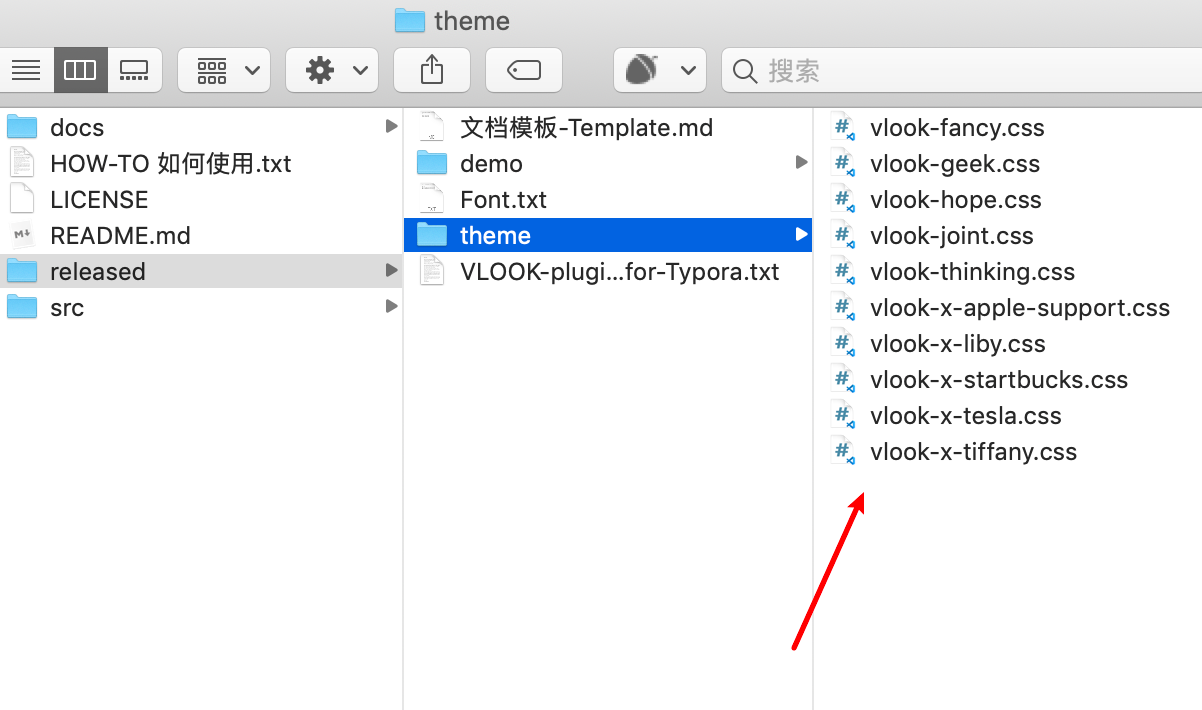 theme
搜索
docs
HOW-TO 如何使用.txt
LICENSE
README.md
released
src
文档模板-Template.md
demo
Font.txt
theme
VLOOK-plugi...for-Typora.txt
vlook-fancy.css
vlook-geek.css
vlook-hope.css
vlook-joint.css
vlook-thinking.css
vlook-x-apple-support.css
vlook-x-liby.css
vlook-x-startbucks.css
vlook-x-tesla.css
vlook-x-tiffany.css